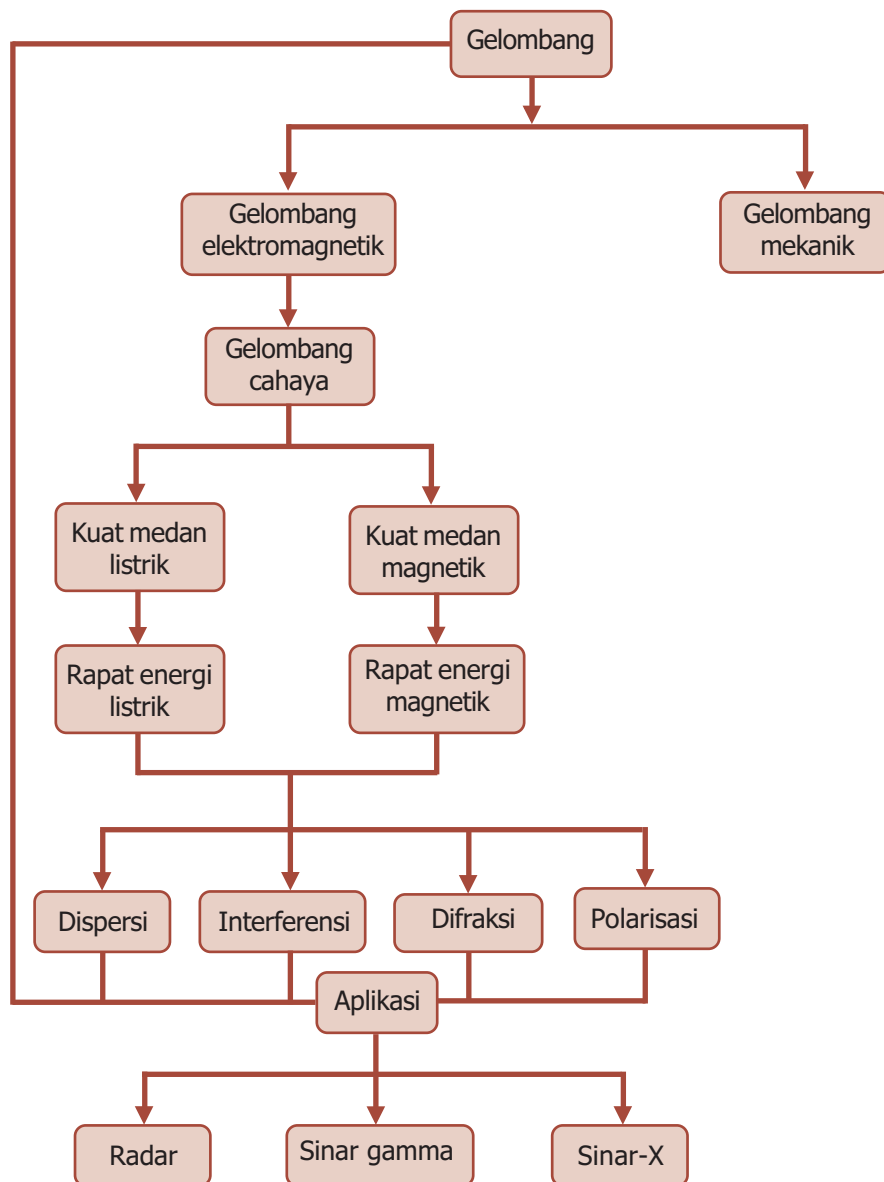 Gelombang
Gelombang
elektromagnetik
Gelombang
mekanik
Gelombang
cahaya
Kuat medan
listrik
Kuat medan
magnetik
Rapat energi
listrik
Rapat energi
magnetik
Dispersi
Interferensi
Difraksi
Polarisasi
Aplikasi
Radar
Sinar gamma
Sinar-X